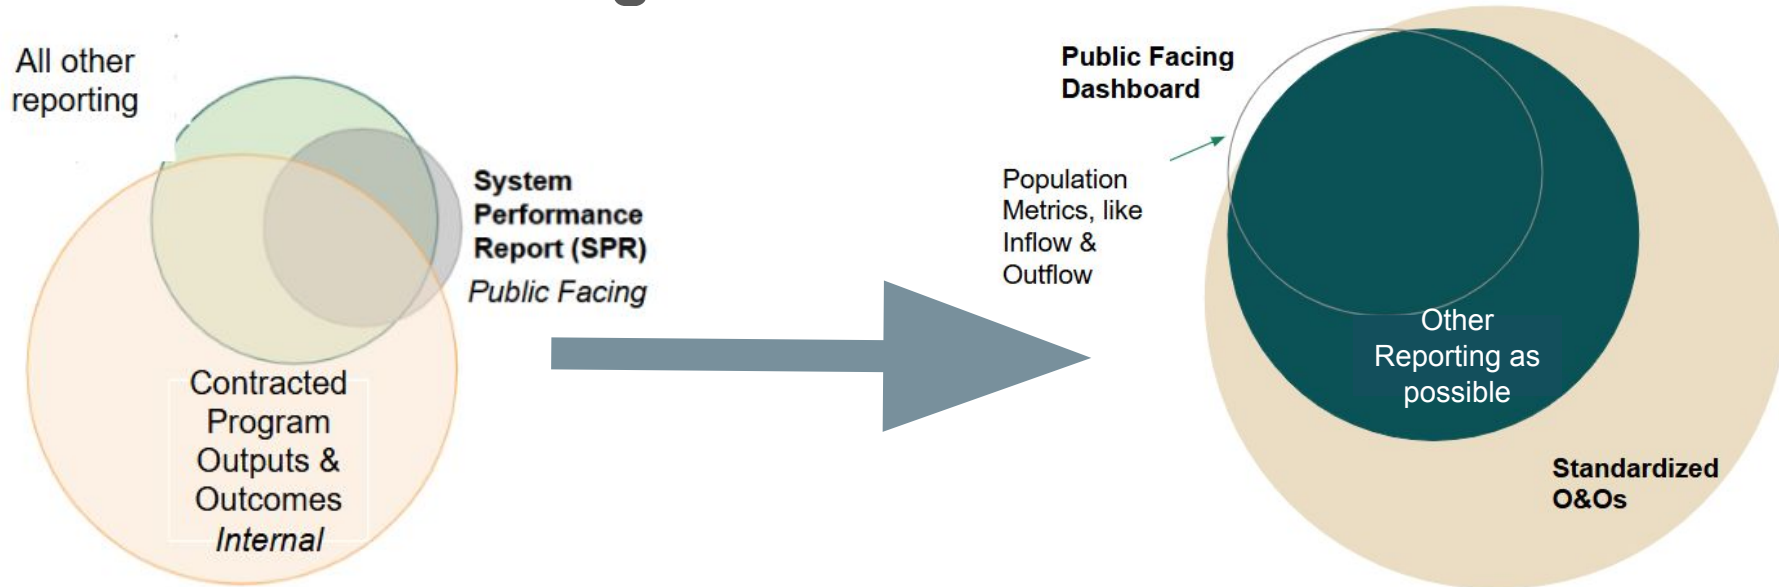 All other
reporting
System
Performance
Report (SPR)
Public Facing
Contracted
Program
Outputs &
Outcomes
Internal
Public Facing
Dashboard
Population
Metrics, like
Inflow &
Outflow
Other
Reporting as
possible
Standardized
O&Os